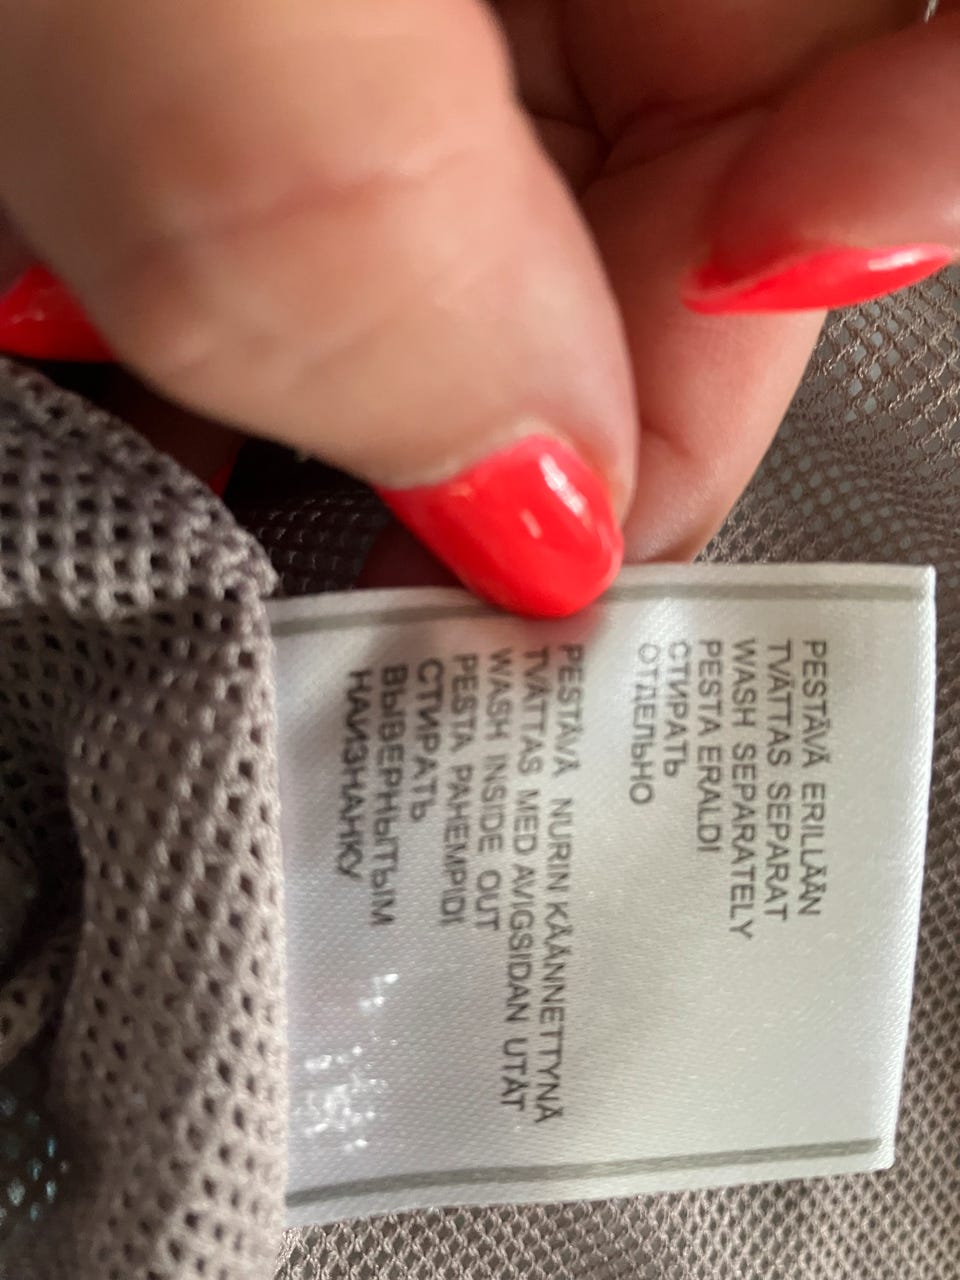 PESTÄVÄ ERILLÄÄN
TVÄTTAS SEPARAT
WASH SEPARATELY
PESTA ERALDI
СТИРАТЬ
ОТДЕЛЬНО
PESTÄVÄ NURIN KÄÄNNETTYNÄ
TVÄTTAS MED AVIGSIDAN UTÅT
WASH INSIDE OUT
PESTA PAHEMPIDI
СТИРАТЬ
ВЫВЕРНЫТЫМ
НАИЗНАНКУ